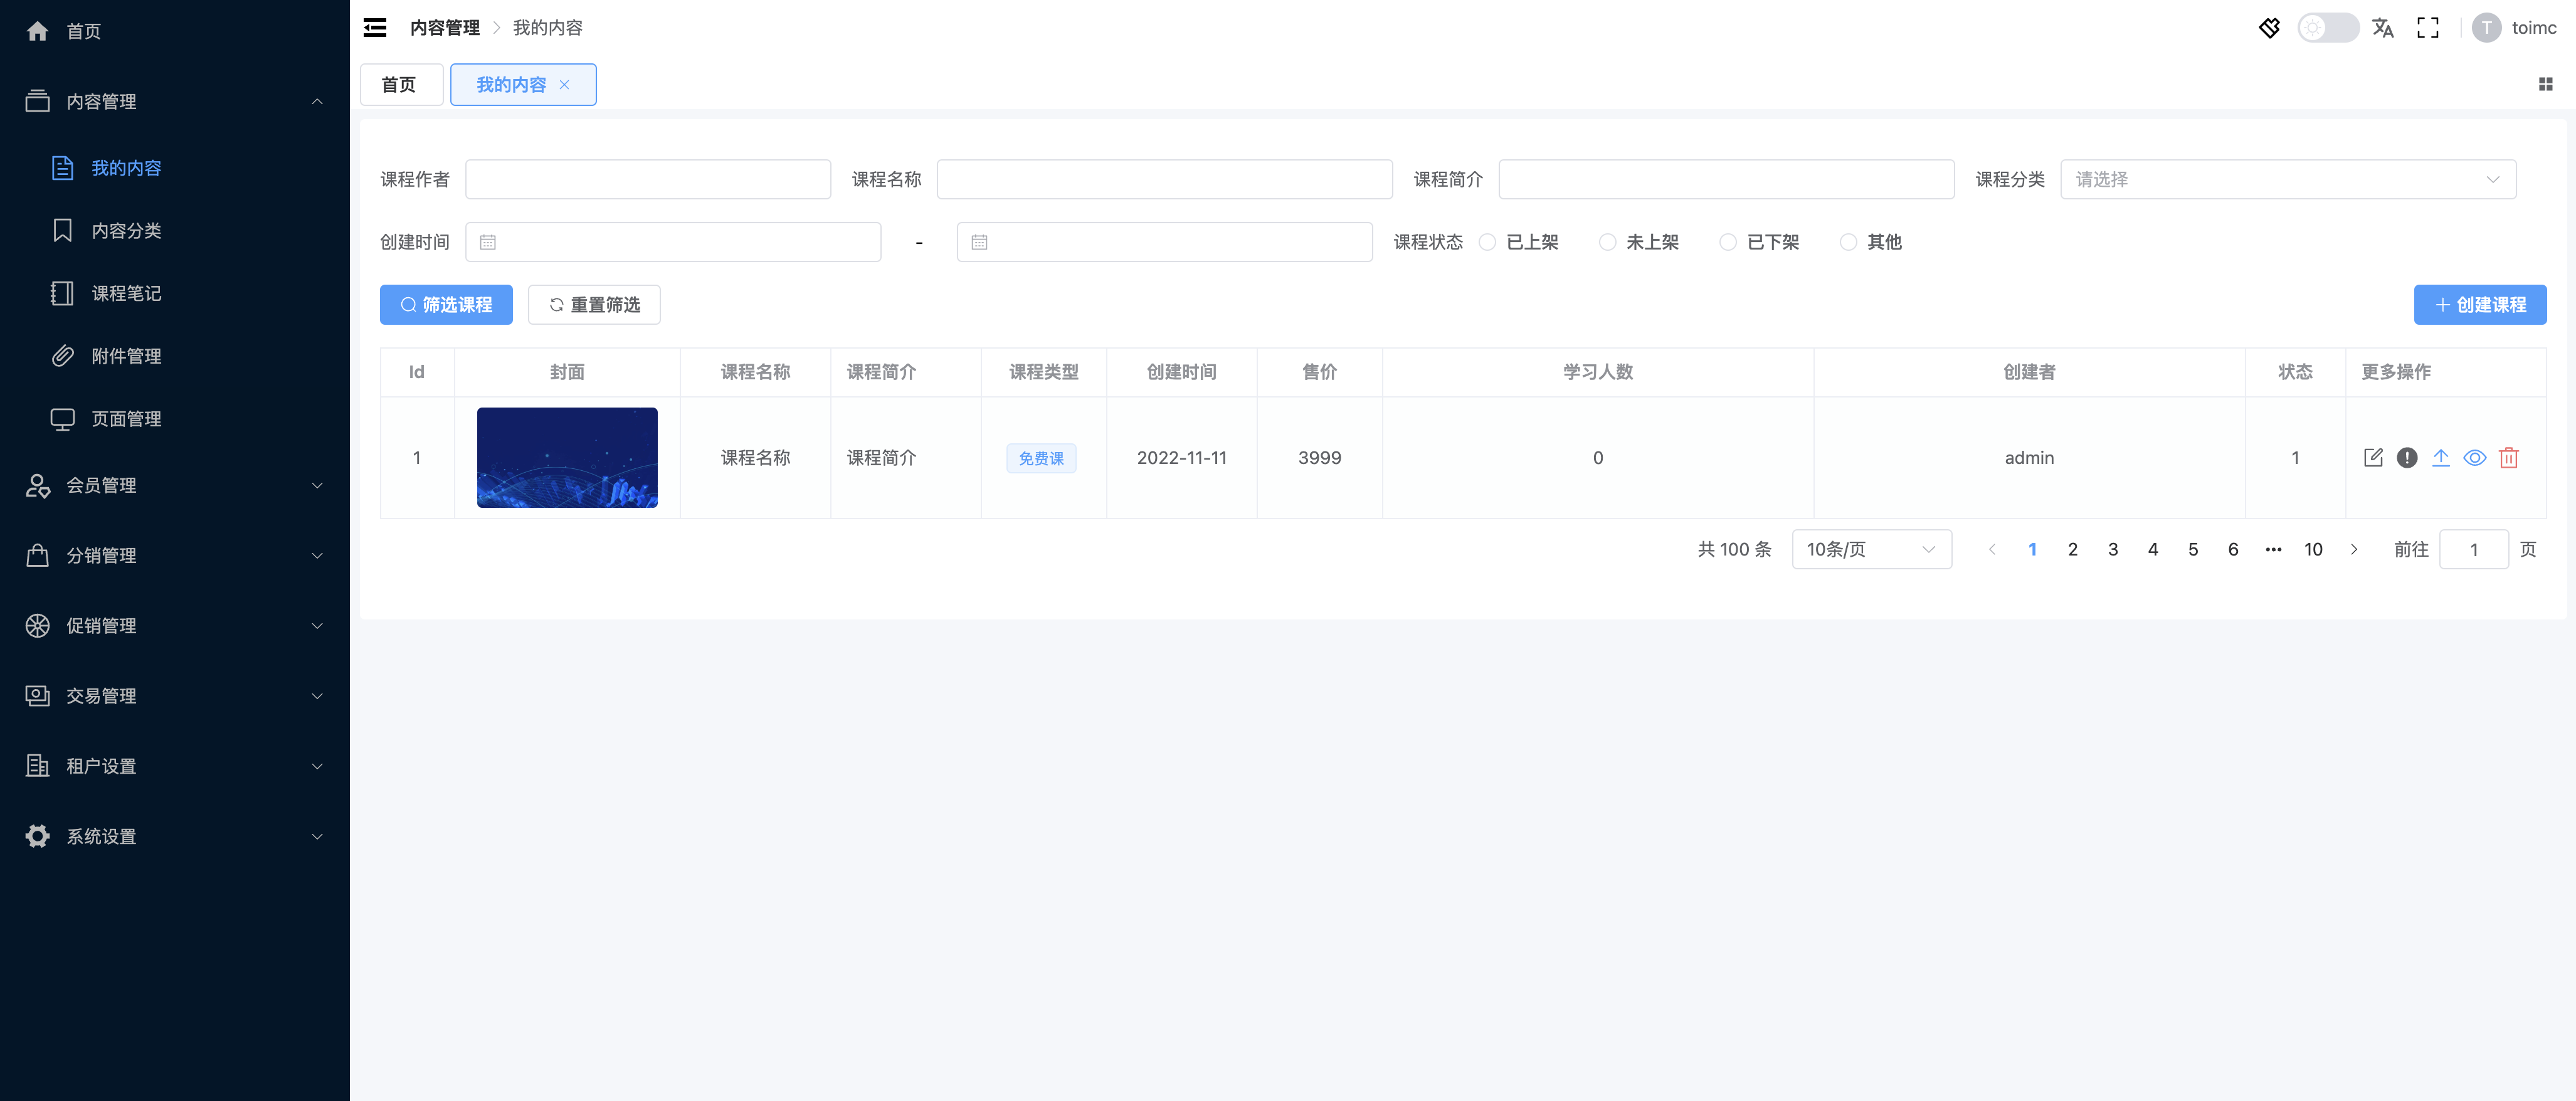 首页
内容管理
我的内容
内容分类
课程笔记
附件管理
页面管理
会员管理
分销管理
促销管理
交易管理
租户设置
系统设置
内容管理 > 我的内容
T toimc
首页 我的内容
课程作者 课程名称 课程简介 课程分类 请选择
创建时间 - 课程状态 已上架 未上架 已下架 其他
筛选课程 重置筛选 创建课程
Id 封面 课程名称 课程简介 课程类型 创建时间 售价 学习人数 创建者 状态 更多操作
1 课程名称 课程简介 免费课 2022-11-11 3999 0 admin 1
共 100 条 10条/页 1 2 3 4 5 6 ••• 10 前往 1 页